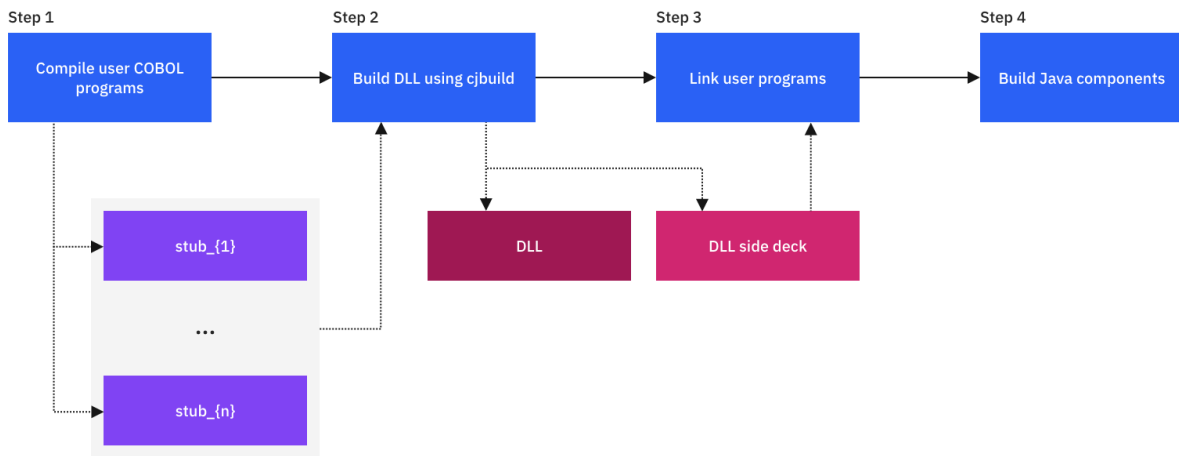 Step 1
Step 2
Step 3
Step 4
Compile user COBOL
programs
Build DLL using cjbuild
Link user programs
Build Java components
stub_{1}
DLL
DLL side deck
...
stub_{n}